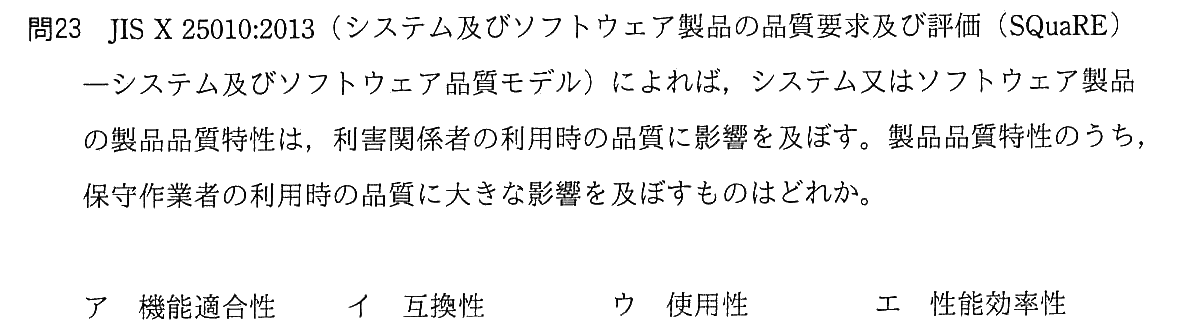 問23 JIS X 25010:2013(システム及びソフトウェア製品の品質要求及び評価(SQuaRE)
―システム及びソフトウェア品質モデル)によれば,システム又はソフトウェア製品
の製品品質特性は,利害関係者の利用時の品質に影響を及ぼす。製品品質特性のうち,
保守作業者の利用時の品質に大きな影響を及ぼすものはどれか。
ア 機能適合性 イ 互換性 ウ 使用性 エ 性能効率性